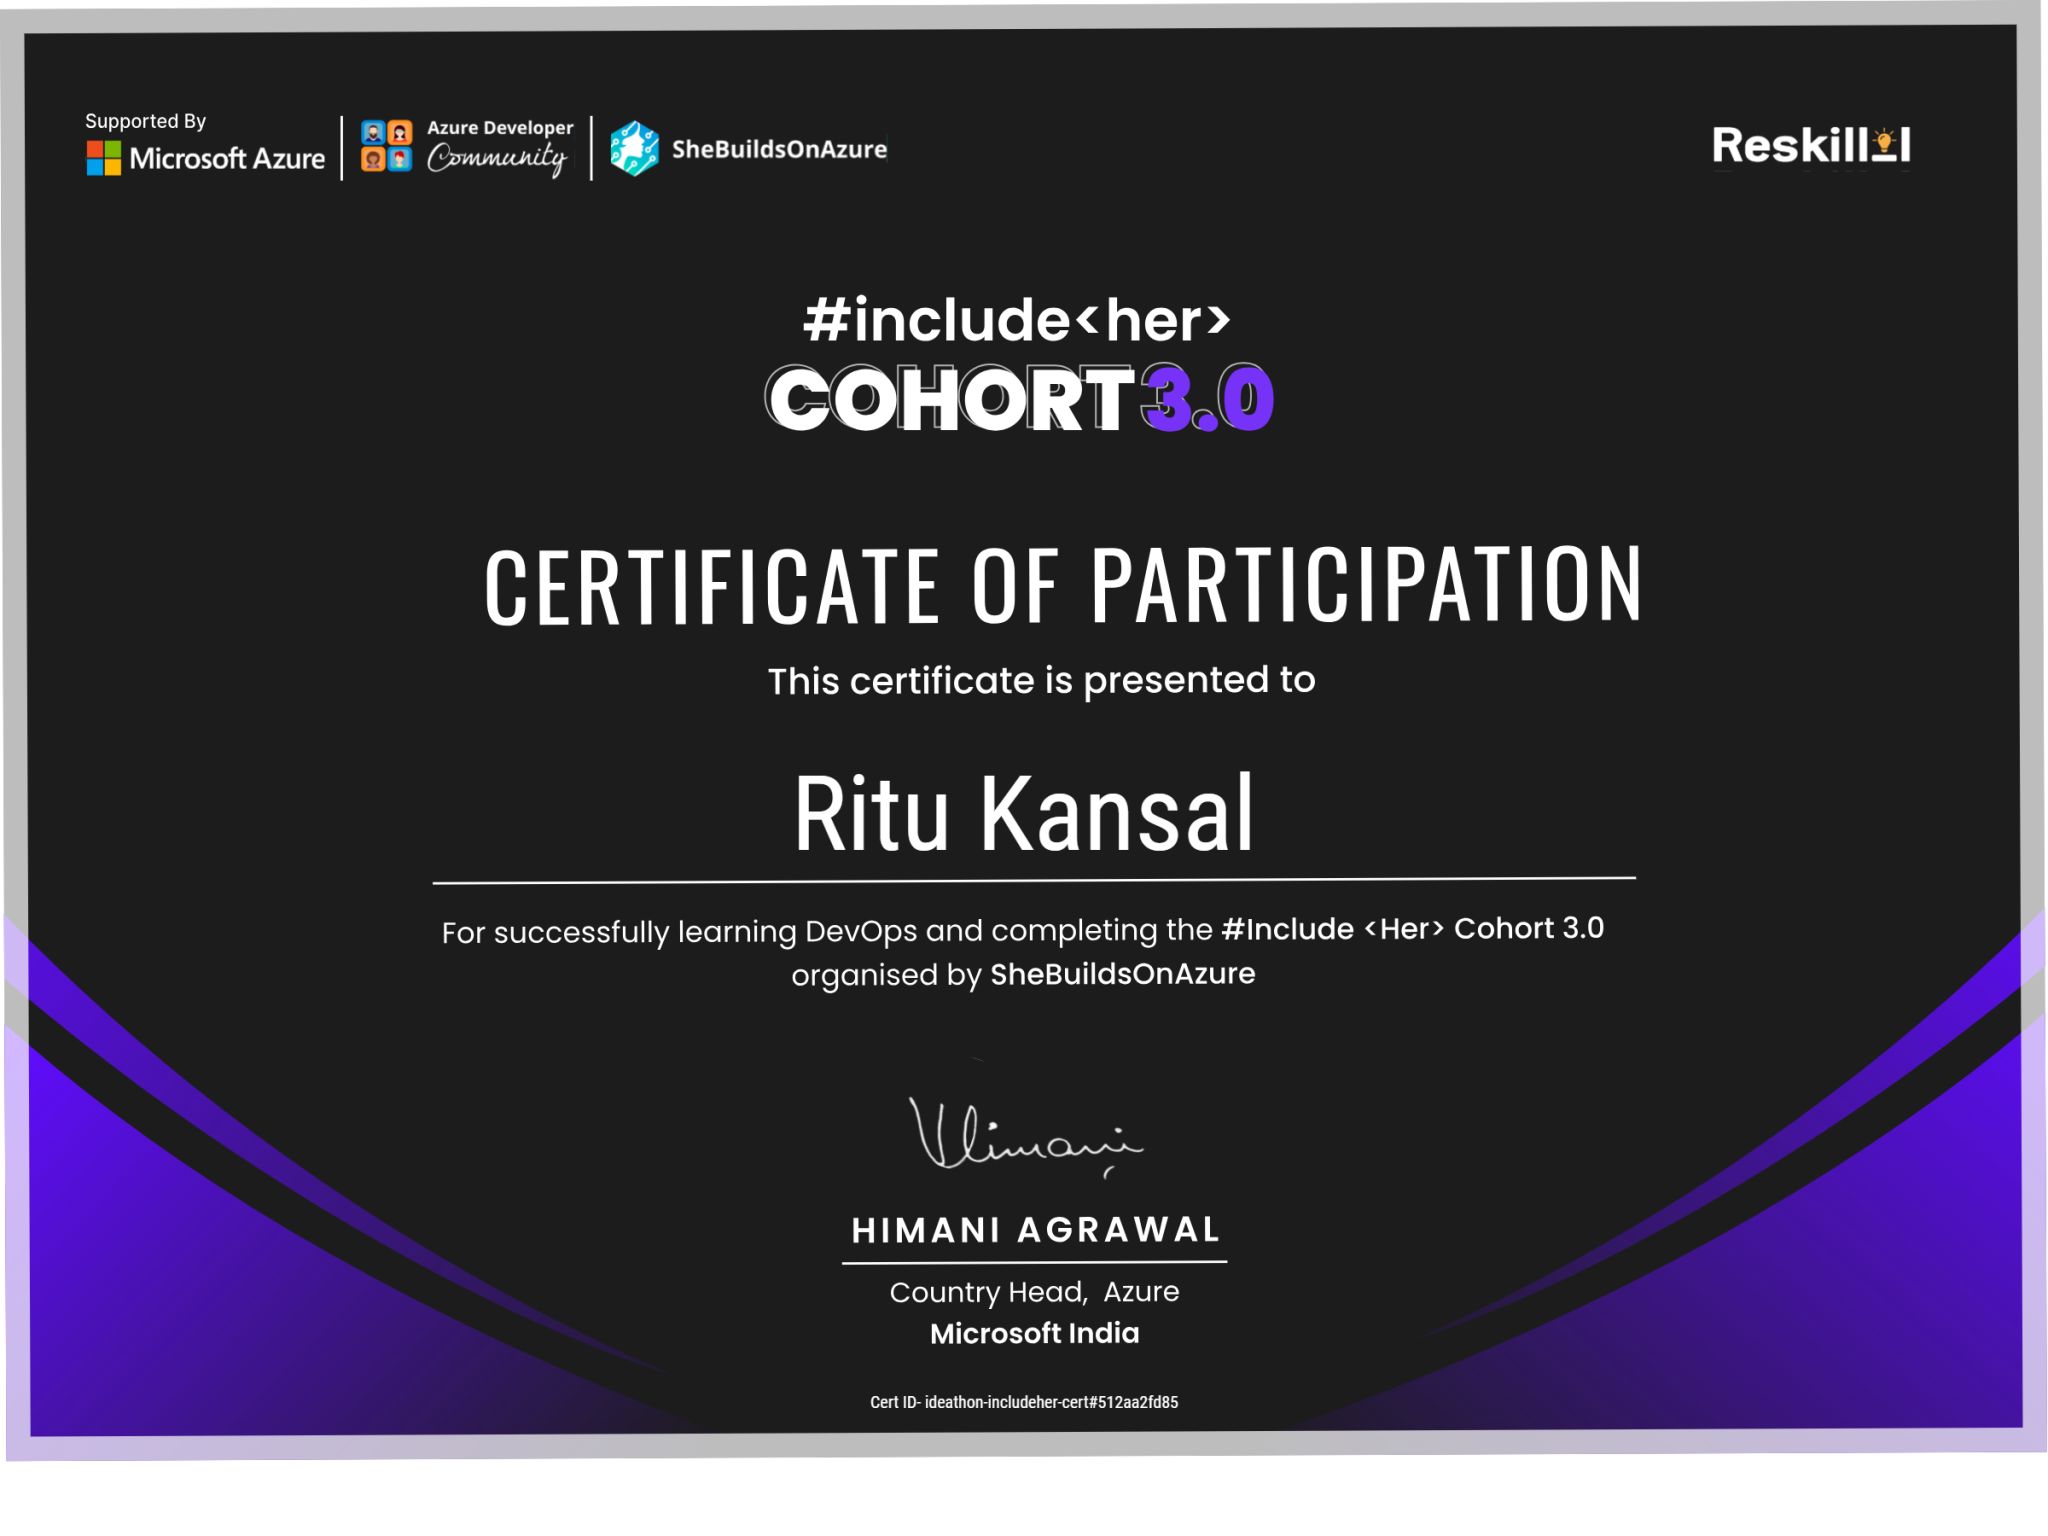 Supported By
Microsoft Azure
Azure Developer
Community
SheBuildsOnAzure
Reskilll
#include<her>
COHORT 3.0
CERTIFICATE OF PARTICIPATION
This certificate is presented to
Ritu Kansal
For successfully learning DevOps and completing the #Include <Her> Cohort 3.0
organised by SheBuildsOnAzure
Himani
HIMANI AGRAWAL
Country Head, Azure
Microsoft India
Cert ID- ideathon-includeher-cert#512aa2fd85